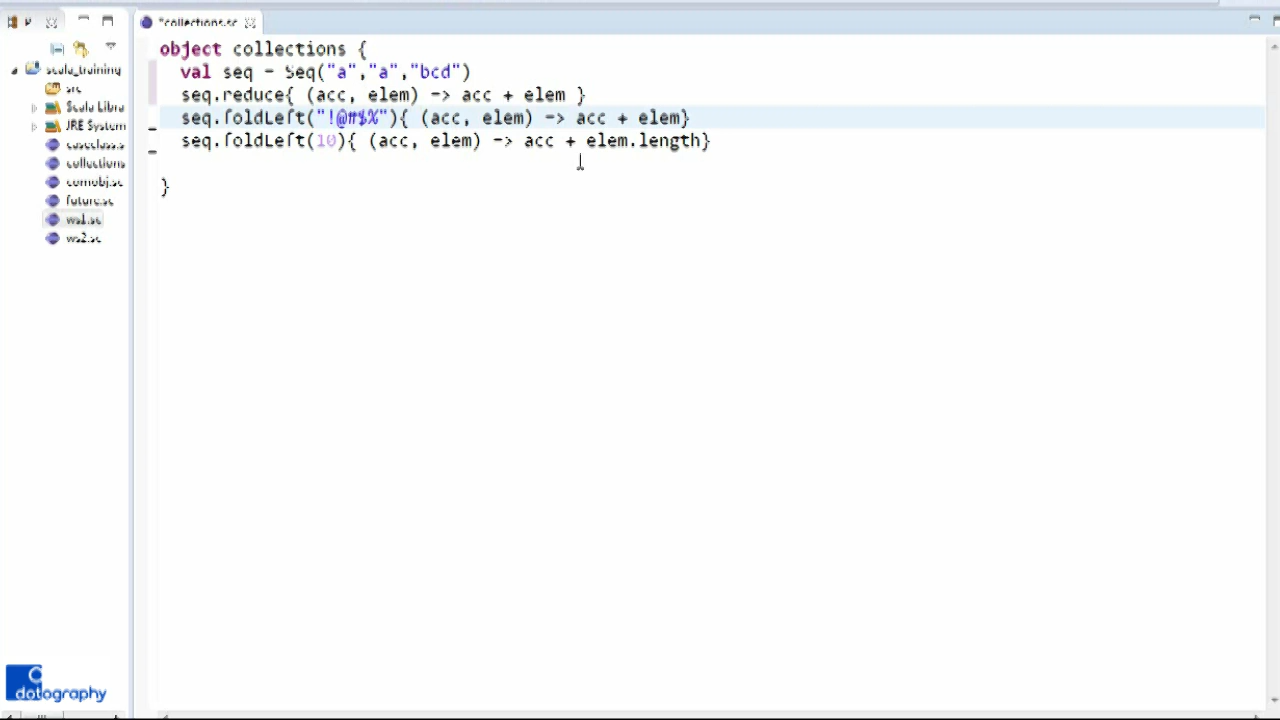 *collections.sc
object collections {
val seq = Seq("a","a","bcd")
seq.reduce{ (acc, elem) => acc + elem }
seq.foldLeft("!@#$%"){ (acc, elem) => acc + elem}
seq.foldLeft(10){ (acc, elem) => acc + elem.length}
}
scala_training
src
Scala Libra
JRE System
caseclass.s
collections
comobj.sc
future.sc
ws1.sc
ws2.sc
datography